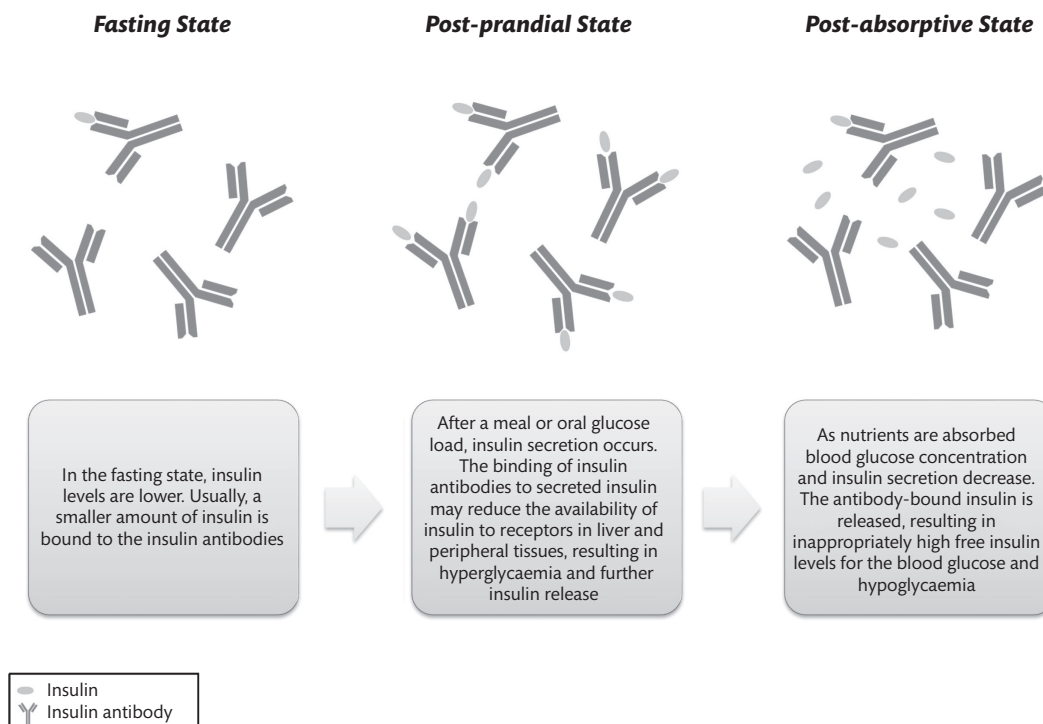 Fasting State
Post-prandial State
Post-absorptive State
In the fasting state, insulin
levels are lower. Usually, a
smaller amount of insulin is
bound to the insulin antibodies
After a meal or oral glucose
load, insulin secretion occurs.
The binding of insulin
antibodies to secreted insulin
may reduce the availability of
insulin to receptors in liver and
peripheral tissues, resulting in
hyperglycaemia and further
insulin release
As nutrients are absorbed
blood glucose concentration
and insulin secretion decrease.
The antibody-bound insulin is
released, resulting in
inappropriately high free insulin
levels for the blood glucose and
hypoglycaemia
Insulin
Insulin antibody